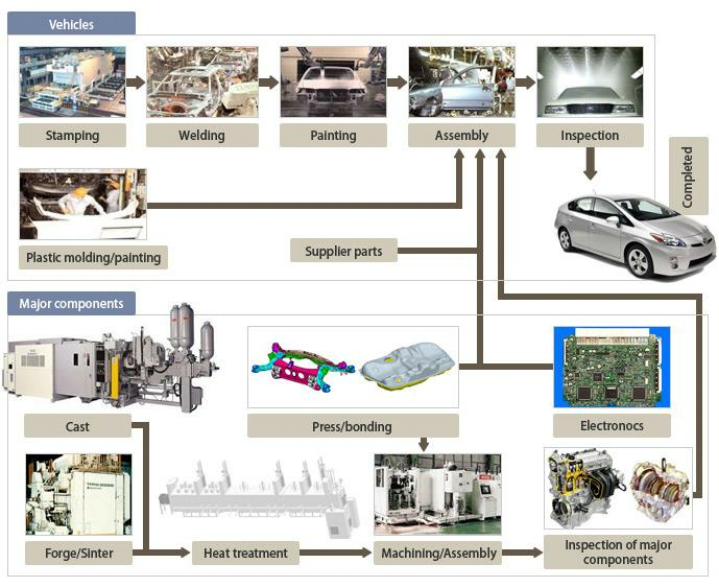 Vehicles
Stamping
Welding
Painting
Assembly
Inspection
Completed
Plastic molding/painting
Supplier parts
Major components
Cast
Press/bonding
Electronocs
Forge/Sinter
Heat treatment
Machining/Assembly
Inspection of major
components